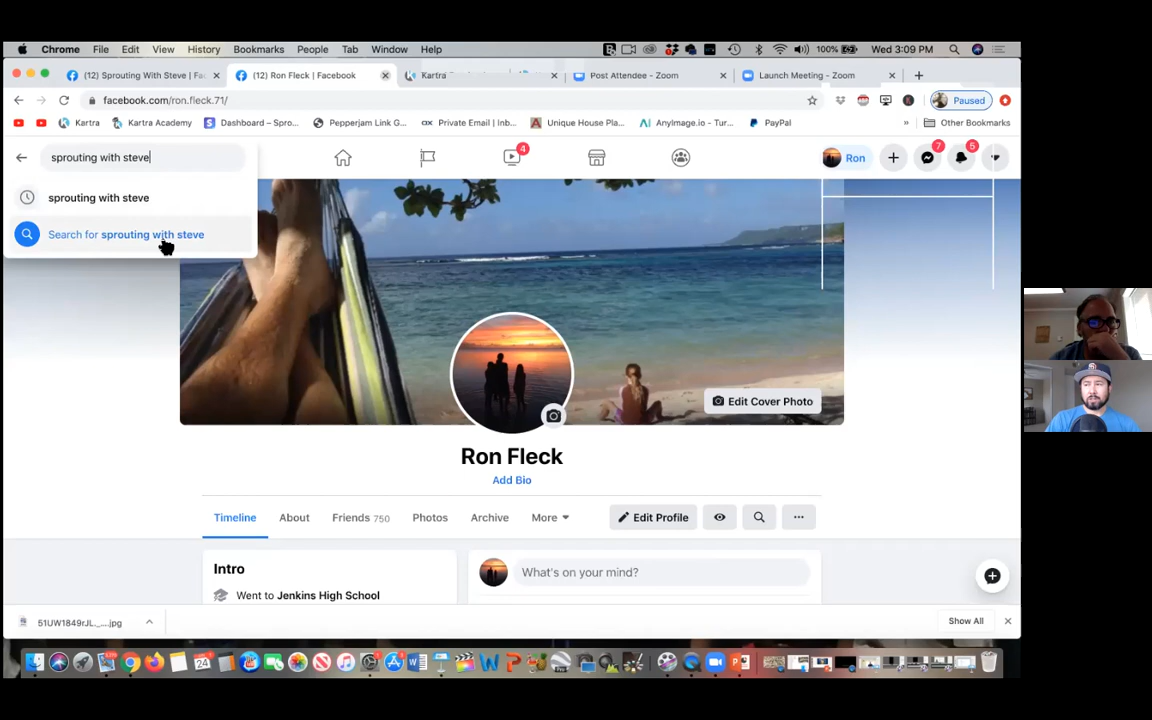 Chrome File Edit View History Bookmarks People Tab Window Help 100% Wed 3:09 PM
(12) Sprouting With Steve | Fac
(12) Ron Fleck | Facebook
Kartra
Post Attendee - Zoom
Launch Meeting - Zoom
facebook.com/ron.fleck.71/
Paused
Kartra
Kartra Academy
Dashboard – Spro...
Pepperjam Link G...
Private Email | Inb...
Unique House Pla...
AnyImage.io - Tur...
PayPal
» Other Bookmarks
sprouting with steve
4
Ron
7
5
sprouting with steve
Search for sprouting with steve
Edit Cover Photo
Ron Fleck
Add Bio
Timeline About Friends 750 Photos Archive More Edit Profile
Intro
What's on your mind?
Went to Jenkins High School
51UW1849rJL._....jpg
Show All